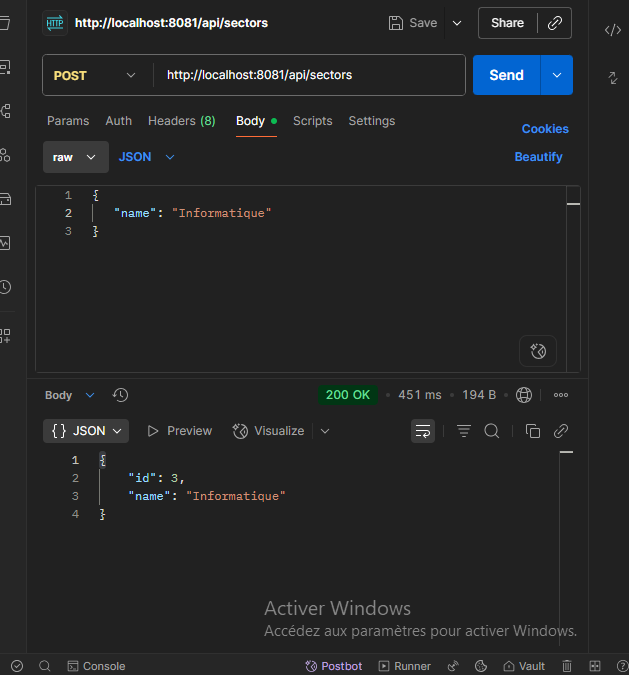 HTTP http://localhost:8081/api/sectors Save Share
POST http://localhost:8081/api/sectors Send
Params Auth Headers (8) Body Scripts Settings Cookies
raw JSON Beautify
1 {
2 "name": "Informatique"
3 }
Body 200 OK 451 ms 194 B
{} JSON Preview Visualize
1 {
2 "id": 3,
3 "name": "Informatique"
4 }
Activer Windows
Accédez aux paramètres pour activer Windows.
Console Postbot Runner Vault